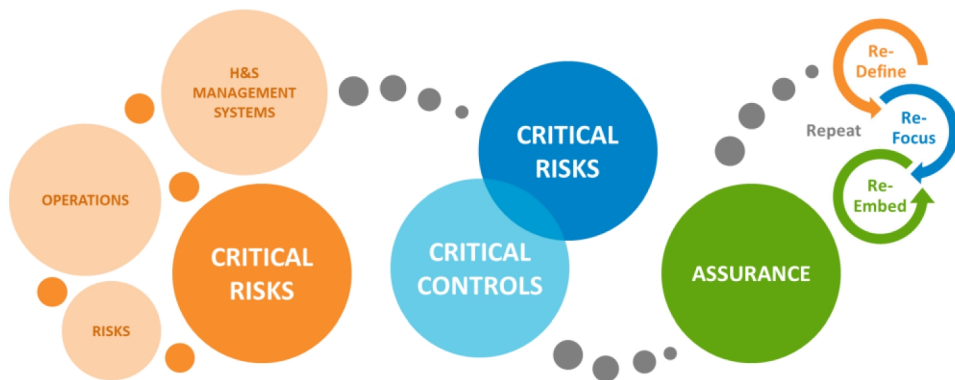 H&S
MANAGEMENT
SYSTEMS
OPERATIONS
RISKS
CRITICAL
RISKS
CRITICAL
RISKS
CRITICAL
CONTROLS
ASSURANCE
Re-
Define
Repeat
Re-
Focus
Re-
Embed